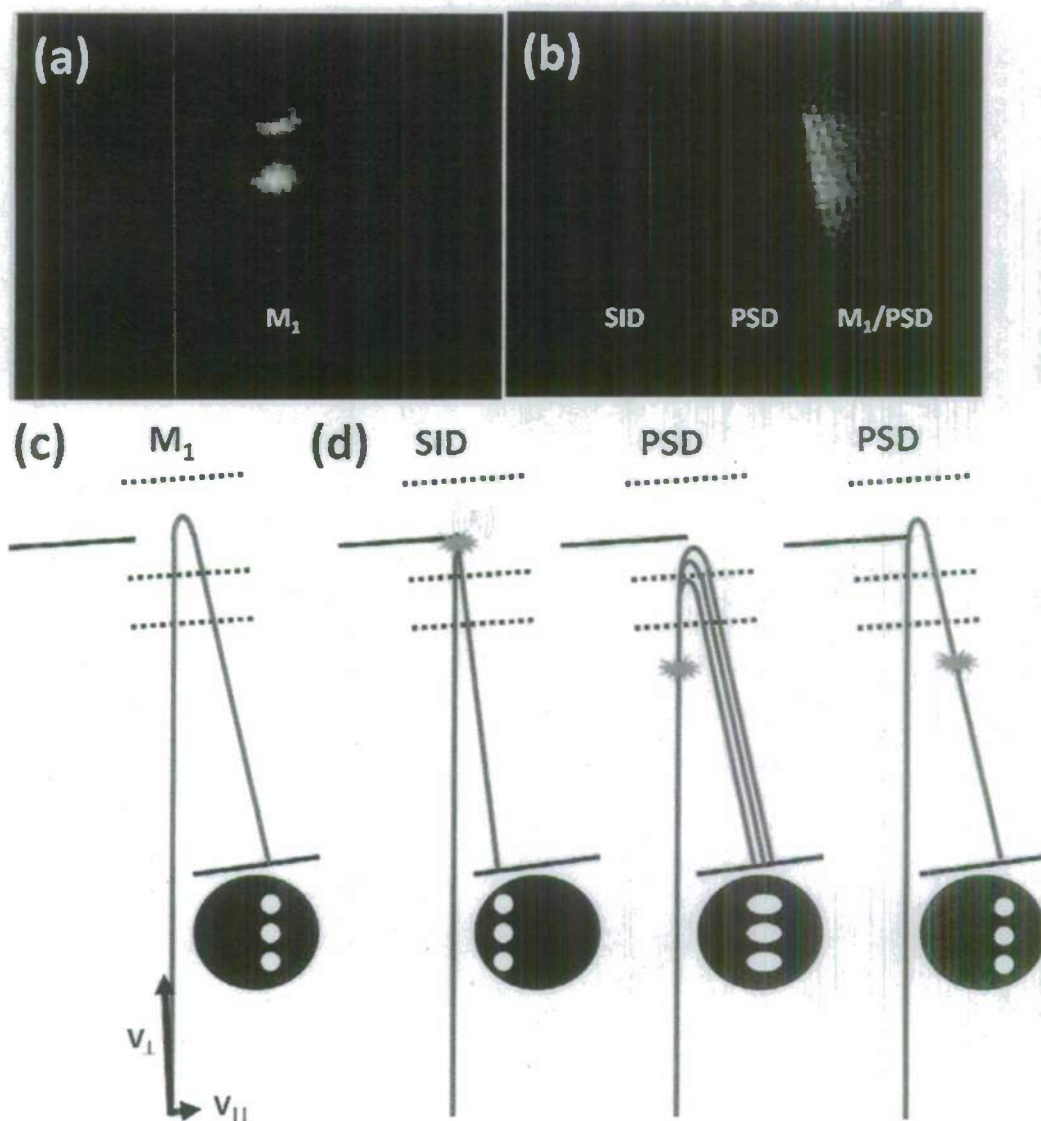 (a)
(b)
M₁
SID PSD M₁/PSD
(c) M₁ (d) SID PSD PSD
V⊥
V||